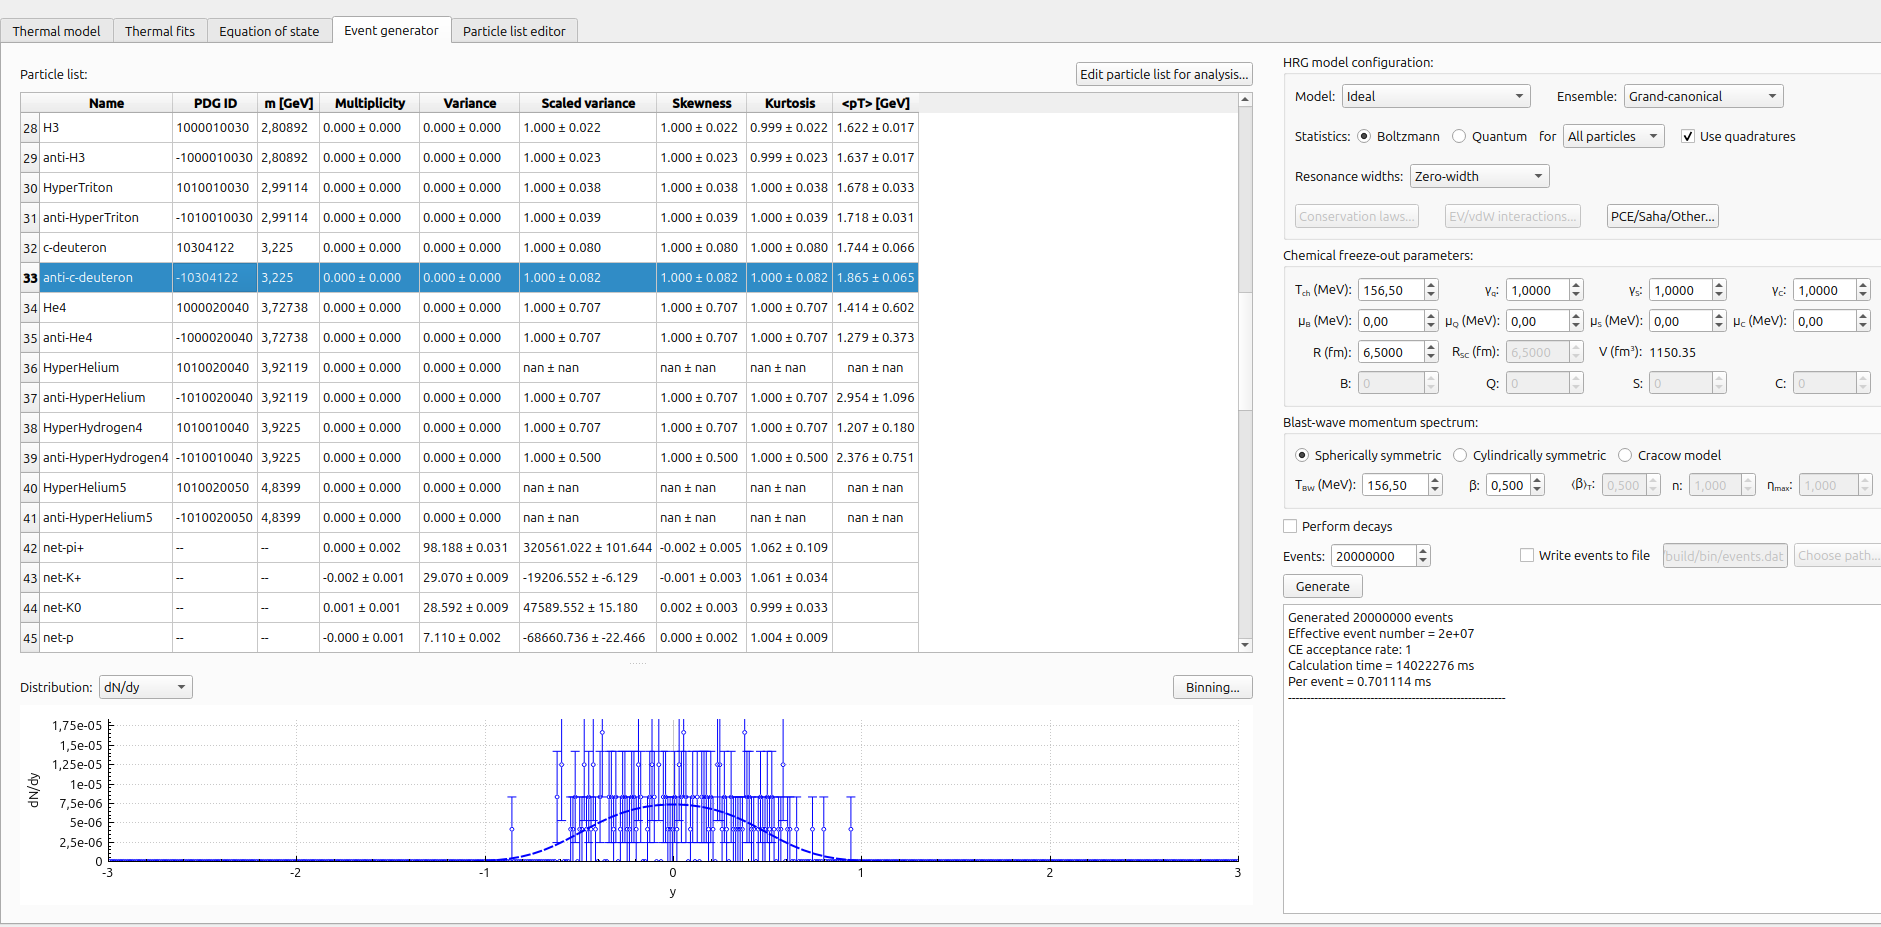 Thermal model Thermal fits Equation of state Event generator Particle list editor
Particle list: Edit particle list for analysis...
Name PDG ID m [GeV] Multiplicity Variance Scaled variance Skewness Kurtosis <pT> [GeV]
28 H3 1000010030 2,80892 0.000 ± 0.000 0.000 ± 0.000 1.000 ± 0.022 1.000 ± 0.022 0.999 ± 0.022 1.622 ± 0.017
29 anti-H3 -1000010030 2,80892 0.000 ± 0.000 0.000 ± 0.000 1.000 ± 0.023 1.000 ± 0.023 0.999 ± 0.023 1.637 ± 0.017
30 HyperTriton 1010010030 2,99114 0.000 ± 0.000 0.000 ± 0.000 1.000 ± 0.038 1.000 ± 0.038 1.000 ± 0.038 1.678 ± 0.033
31 anti-HyperTriton -1010010030 2,99114 0.000 ± 0.000 0.000 ± 0.000 1.000 ± 0.039 1.000 ± 0.039 1.000 ± 0.039 1.718 ± 0.031
32 c-deuteron 10304122 3,225 0.000 ± 0.000 0.000 ± 0.000 1.000 ± 0.080 1.000 ± 0.080 1.000 ± 0.080 1.744 ± 0.066
33 anti-c-deuteron -10304122 3,225 0.000 ± 0.000 0.000 ± 0.000 1.000 ± 0.082 1.000 ± 0.082 1.000 ± 0.082 1.865 ± 0.065
34 He4 1000020040 3,72738 0.000 ± 0.000 0.000 ± 0.000 1.000 ± 0.707 1.000 ± 0.707 1.000 ± 0.707 1.414 ± 0.602
35 anti-He4 -1000020040 3,72738 0.000 ± 0.000 0.000 ± 0.000 1.000 ± 0.707 1.000 ± 0.707 1.000 ± 0.707 1.279 ± 0.373
36 HyperHelium 1010020040 3,92119 0.000 ± 0.000 0.000 ± 0.000 nan ± nan nan ± nan nan ± nan nan ± nan
37 anti-HyperHelium -1010020040 3,92119 0.000 ± 0.000 0.000 ± 0.000 1.000 ± 0.707 1.000 ± 0.707 1.000 ± 0.707 2.954 ± 1.096
38 HyperHydrogen4 1010010040 3,9225 0.000 ± 0.000 0.000 ± 0.000 1.000 ± 0.707 1.000 ± 0.707 1.000 ± 0.707 1.207 ± 0.180
39 anti-HyperHydrogen4 -1010010040 3,9225 0.000 ± 0.000 0.000 ± 0.000 1.000 ± 0.500 1.000 ± 0.500 1.000 ± 0.500 2.376 ± 0.751
40 HyperHelium5 1010020050 4,8399 0.000 ± 0.000 0.000 ± 0.000 nan ± nan nan ± nan nan ± nan nan ± nan
41 anti-HyperHelium5 -1010020050 4,8399 0.000 ± 0.000 0.000 ± 0.000 nan ± nan nan ± nan nan ± nan nan ± nan
42 net-pi+ -- -- 0.000 ± 0.002 98.188 ± 0.031 320561.022 ± 101.644 -0.002 ± 0.005 1.062 ± 0.109
43 net-K+ -- -- -0.002 ± 0.001 29.070 ± 0.009 -19206.552 ± -6.129 -0.001 ± 0.003 1.061 ± 0.034
44 net-K0 -- -- 0.001 ± 0.001 28.592 ± 0.009 47589.552 ± 15.180 0.002 ± 0.003 0.999 ± 0.033
45 net-p -- -- -0.000 ± 0.001 7.110 ± 0.002 -68660.736 ± -22.466 0.000 ± 0.002 1.004 ± 0.009
Distribution: dN/dy Binning...
1,75e-05
1,5e-05
1,25e-05
1e-05
7,5e-06
5e-06
2,5e-06
0
dN/dy
-3 -2 -1 0 1 2 3
y
HRG model configuration:
Model: Ideal Ensemble: Grand-canonical
Statistics: Boltzmann Quantum for All particles Use quadratures
Resonance widths: Zero-width
Conservation laws... EV/vdW interactions... PCE/Saha/Other...
Chemical freeze-out parameters:
Tch (MeV): 156,50 γq: 1,0000 γS: 1,0000 γC: 1,0000
μB (MeV): 0,00 μQ (MeV): 0,00 μS (MeV): 0,00 μC (MeV): 0,00
R (fm): 6,5000 RSC (fm): 6,5000 V (fm³): 1150.35
B: 0 Q: 0 S: 0 C: 0
Blast-wave momentum spectrum:
Spherically symmetric Cylindrically symmetric Cracow model
TBW (MeV): 156,50 β: 0,500 ⟨β⟩T: 0,500 n: 1,000 ηmax: 1,000
Perform decays
Events: 20000000 Write events to file build/bin/events.dat Choose path...
Generate
Generated 20000000 events
Effective event number = 2e+07
CE acceptance rate: 1
Calculation time = 14022276 ms
Per event = 0.701114 ms
----------------------------------------------------------